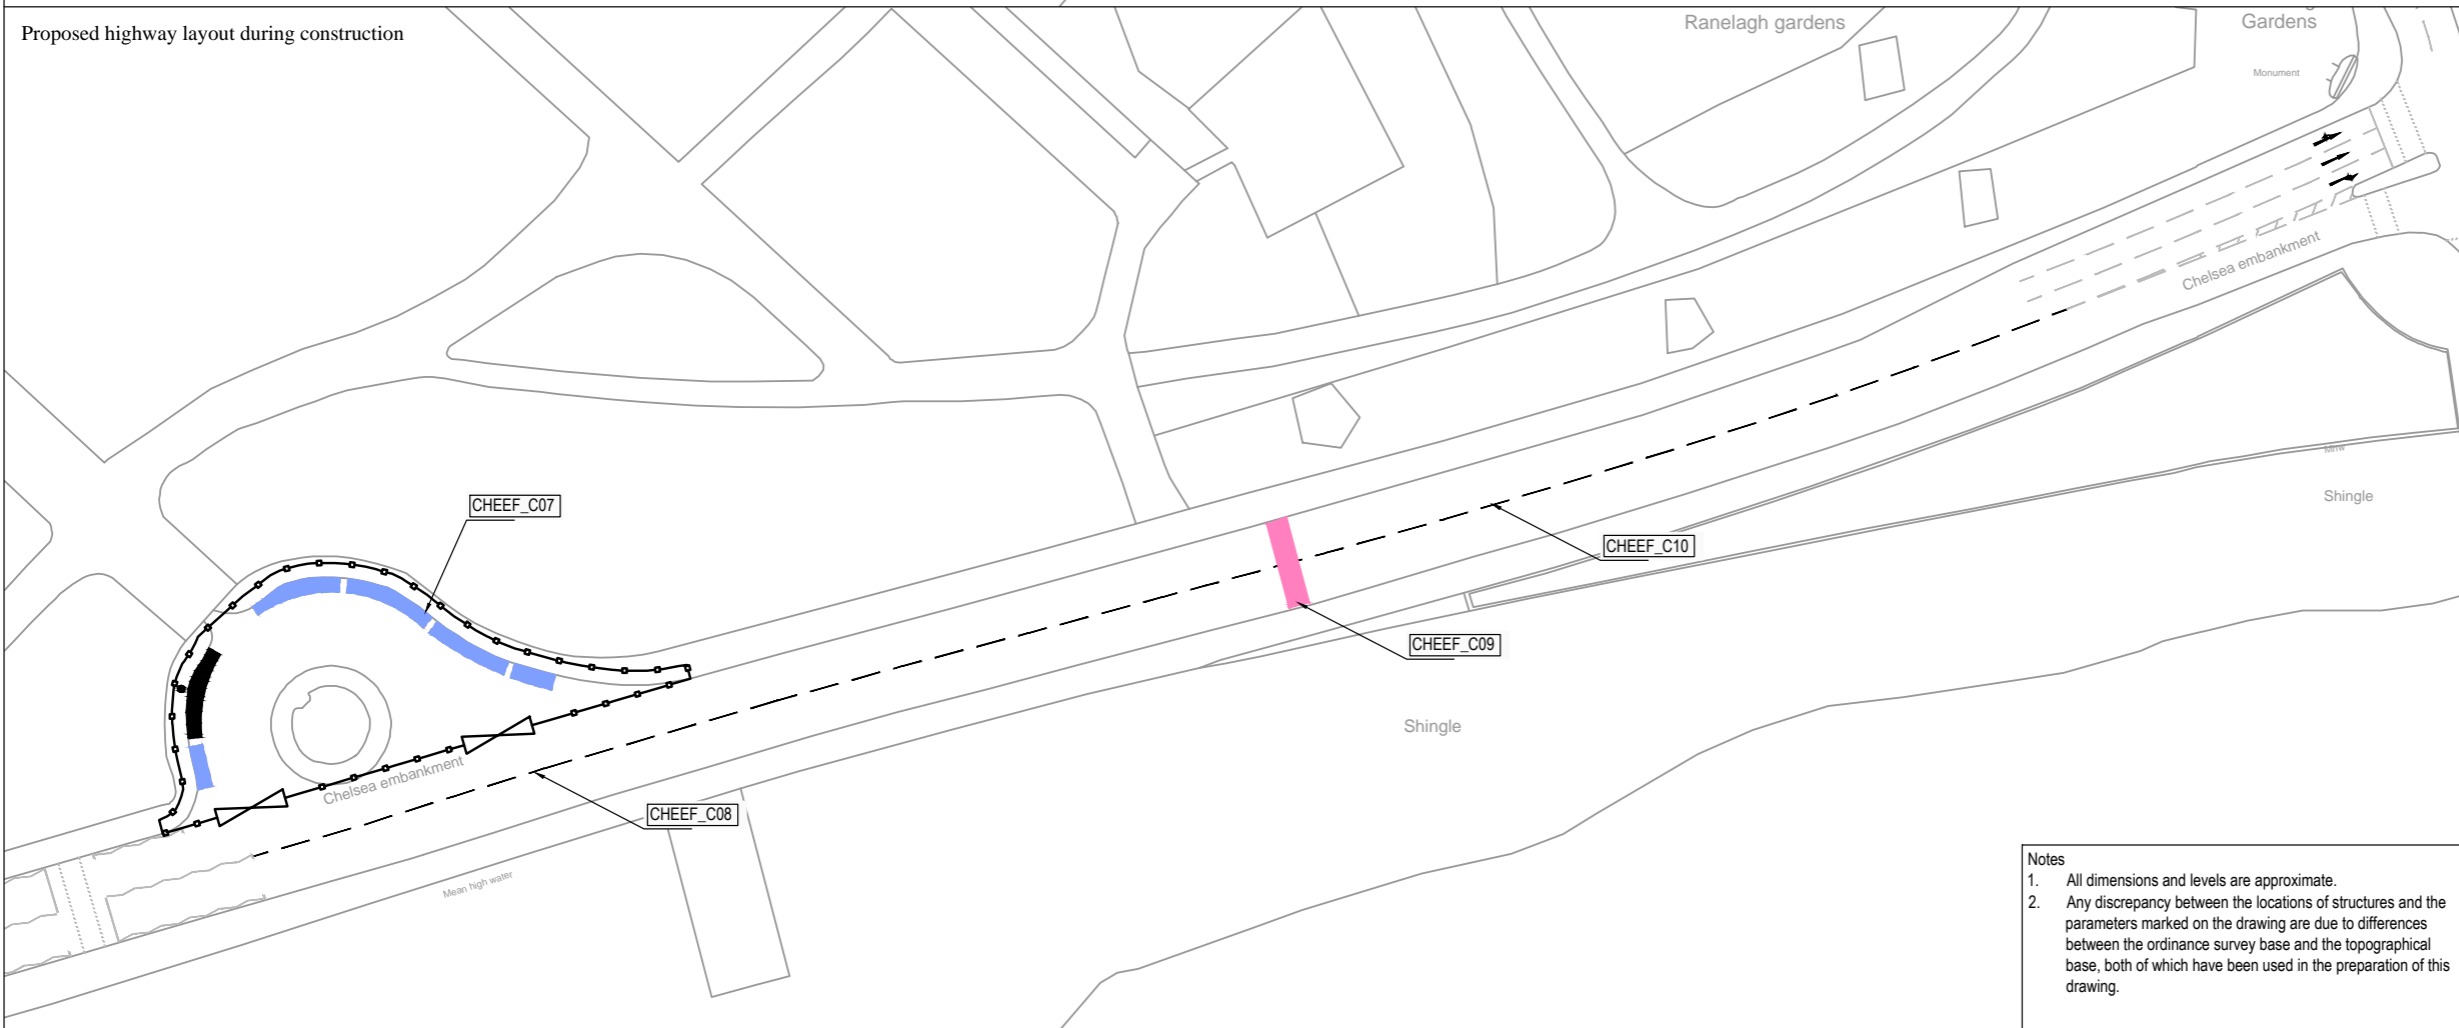 Proposed highway layout during construction
Ranelagh gardens
Gardens
Monument
Chelsea embankment
Mhw
Shingle
CHEEF_C07
CHEEF_C10
CHEEF_C09
Shingle
Chelsea embankment
CHEEF_C08
Mean high water
Notes
1. All dimensions and levels are approximate.
2. Any discrepancy between the locations of structures and the
parameters marked on the drawing are due to differences
between the ordinance survey base and the topographical
base, both of which have been used in the preparation of this
drawing.